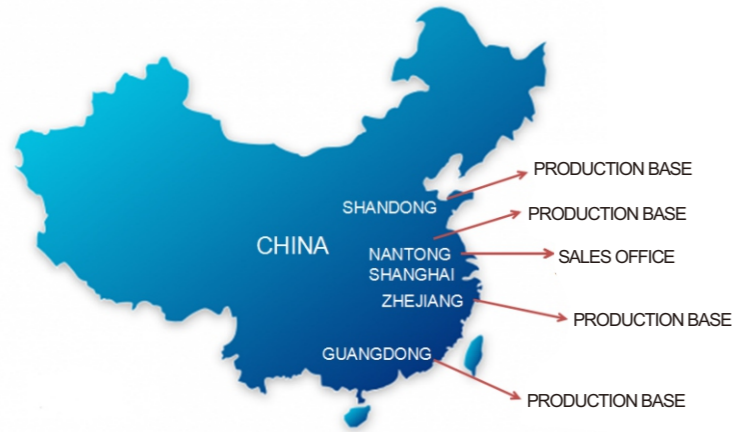 PRODUCTION BASE
SHANDONG
PRODUCTION BASE
CHINA
NANTONG
SALES OFFICE
SHANGHAI
ZHEJIANG
PRODUCTION BASE
GUANGDONG
PRODUCTION BASE